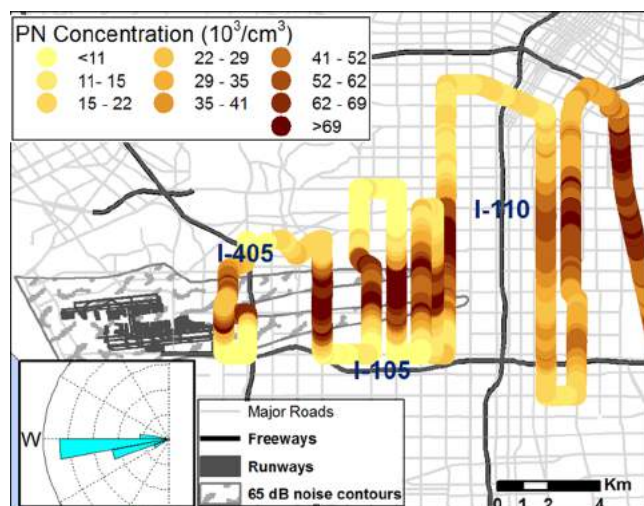 PN Concentration (10³/cm³)
<11 22 - 29 41 - 52
11- 15 29 - 35 52 - 62
15 - 22 35 - 41 62 - 69
>69
I-110
I-405
I-105
W
Major Roads
Freeways
Runways
65 dB noise contours
Km
0 1 2 4